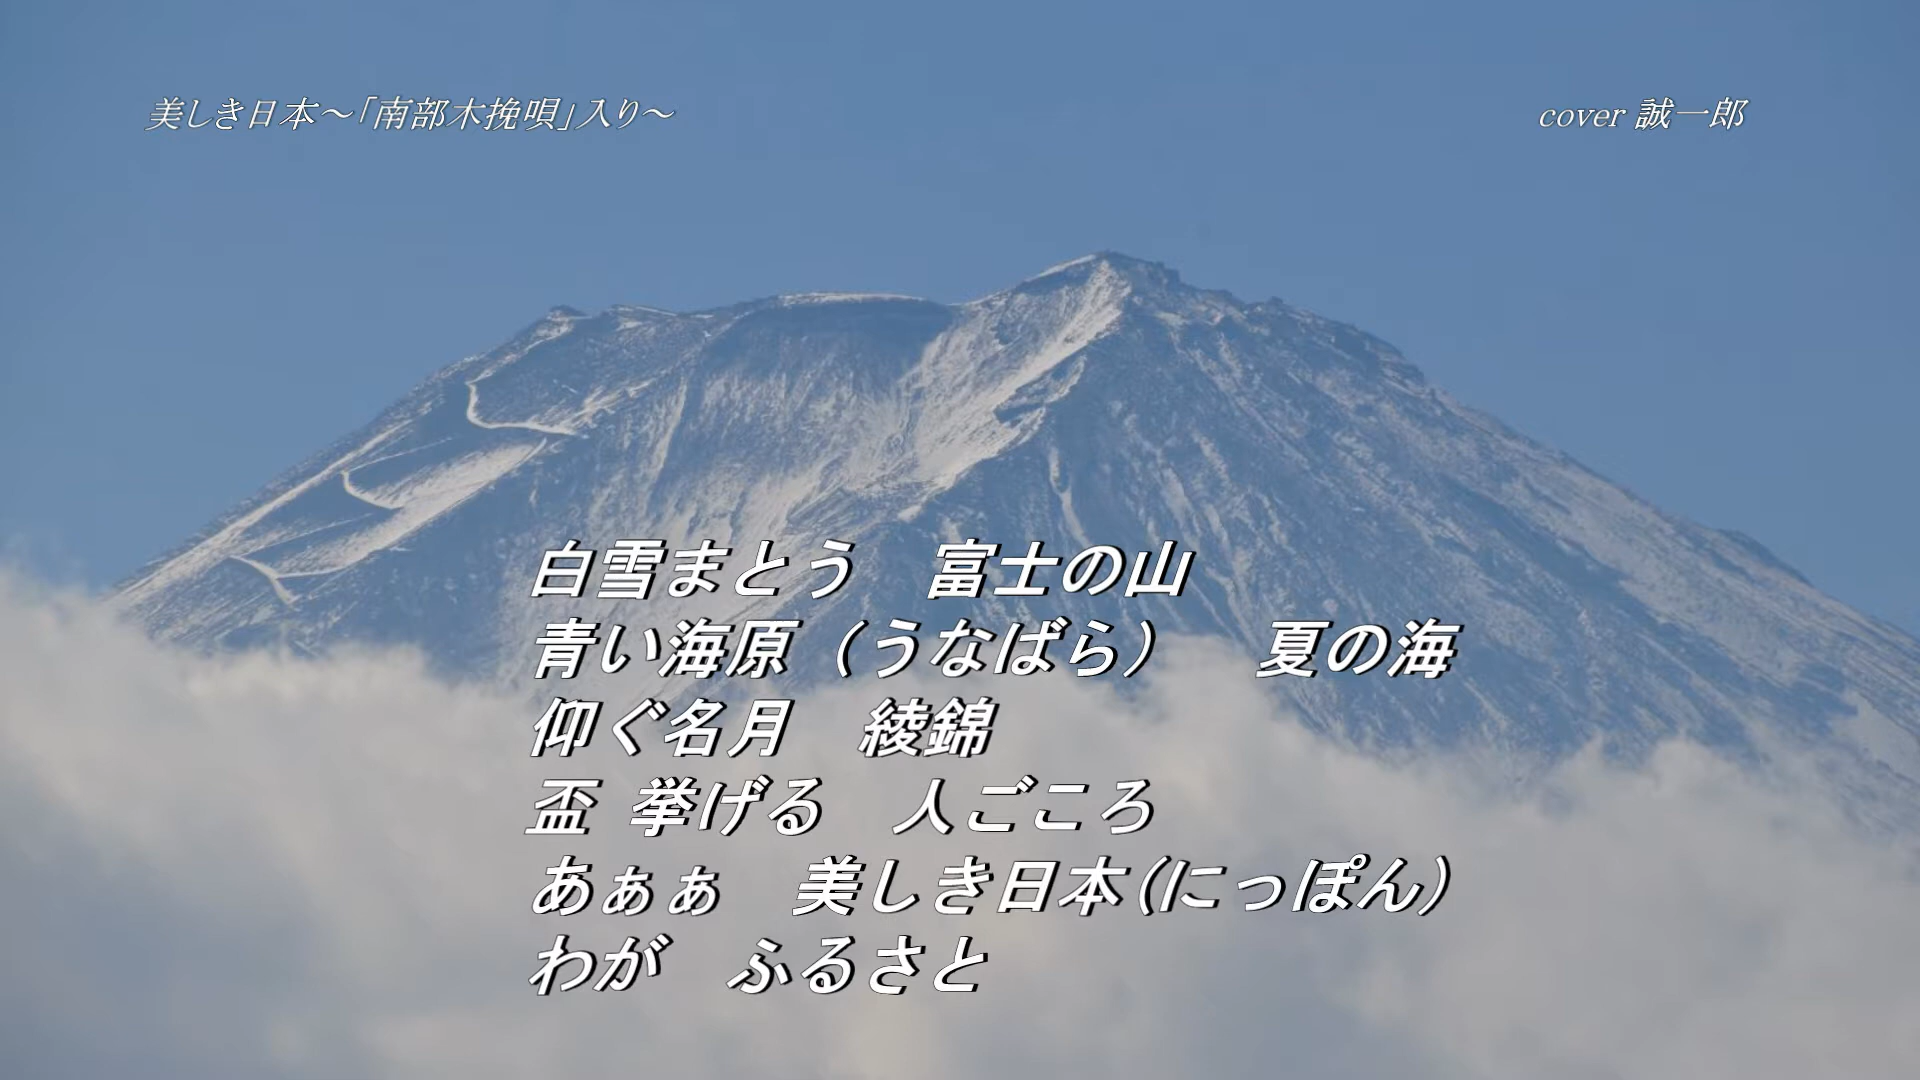 美しき日本～「南部木挽唄」入り～
cover 誠一郎
白雪まとう　富士の山
青い海原（うなばら）　夏の海
仰ぐ名月　綾錦
盃 挙げる　人ごころ
あぁぁ　美しき日本(にっぽん)
わが　ふるさと